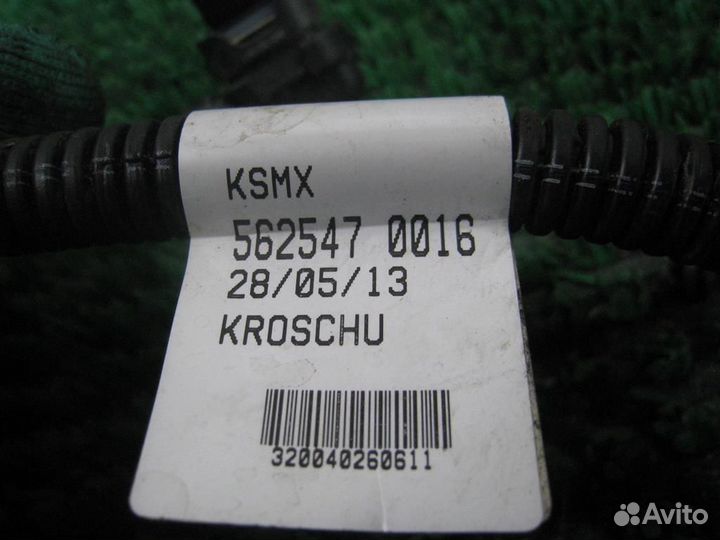 KSMX
562547 0016
28/05/13
KROSCHU
320040260611
Avito